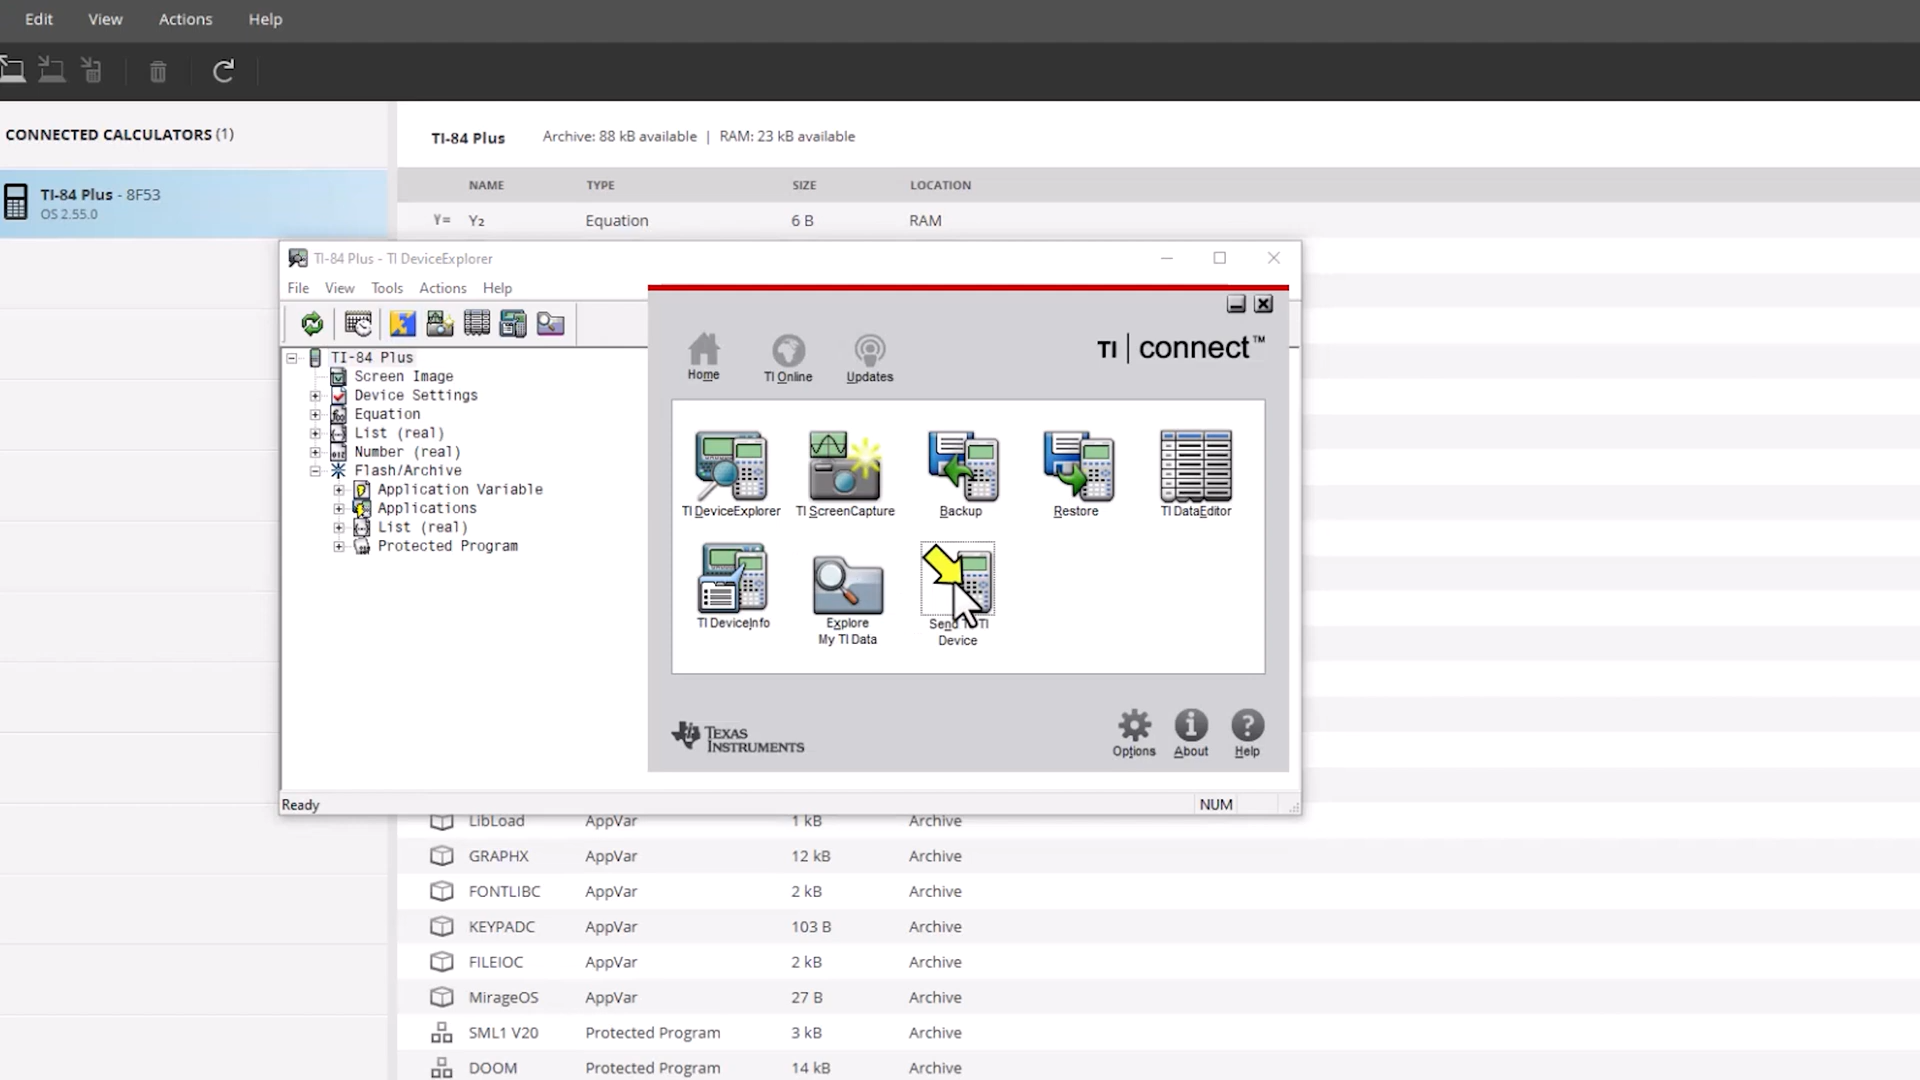 Edit View Actions Help
CONNECTED CALCULATORS (1)
TI-84 Plus - 8F53
OS 2.55.0
TI-84 Plus Archive: 88 kB available | RAM: 23 kB available
NAME TYPE SIZE LOCATION
Y= Y₂ Equation 6 B RAM
TI-84 Plus - TI DeviceExplorer
File View Tools Actions Help
TI-84 Plus
Screen Image
Device Settings
Equation
List (real)
Number (real)
Flash/Archive
Application Variable
Applications
List (real)
Protected Program
Ready
NUM
TI | connect™
Home TI Online Updates
TI DeviceExplorer TI ScreenCapture Backup Restore TI DataEditor
TI DeviceInfo Explore My TI Data Send To TI Device
TEXAS INSTRUMENTS
Options About Help
LibLoad AppVar 1 kB Archive
GRAPHX AppVar 12 kB Archive
FONTLIBC AppVar 2 kB Archive
KEYPADC AppVar 103 B Archive
FILEIOC AppVar 2 kB Archive
MirageOS AppVar 27 B Archive
SML1 V20 Protected Program 3 kB Archive
DOOM Protected Program 14 kB Archive